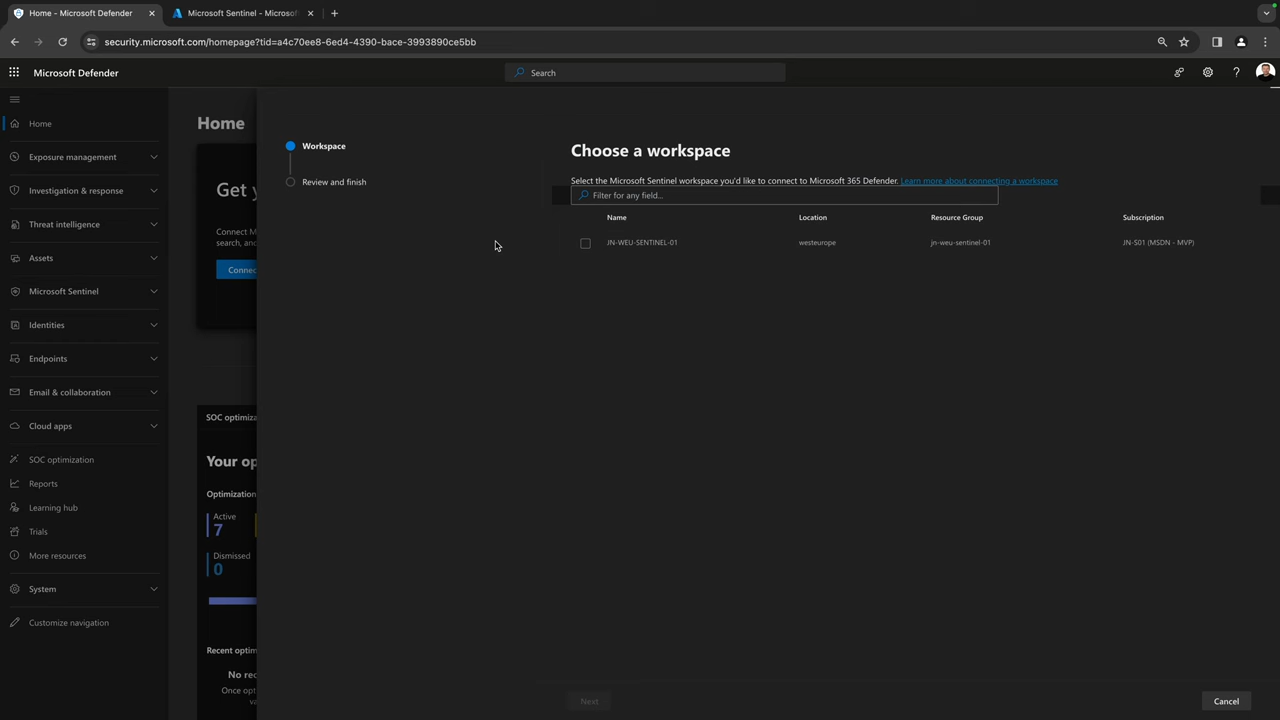 Home - Microsoft Defender
Microsoft Sentinel - Microsof
security.microsoft.com/homepage?tid=a4c70ee8-6ed4-4390-bace-3993890ce5bb
Microsoft Defender
Search
Home
Exposure management
Investigation & response
Threat intelligence
Assets
Microsoft Sentinel
Identities
Endpoints
Email & collaboration
Cloud apps
SOC optimization
Reports
Learning hub
Trials
More resources
System
Customize navigation
Home
Get y
Connect M
search, and
Connec
SOC optimiza
Your op
Optimization
Active
7
Dismissed
0
Recent optim
No rec
Once opt
va
Workspace
Review and finish
Choose a workspace
Select the Microsoft Sentinel workspace you'd like to connect to Microsoft 365 Defender. Learn more about connecting a workspace
Filter for any field...
Name Location Resource Group Subscription
JN-WEU-SENTINEL-01 westeurope jn-weu-sentinel-01 JN-S01 (MSDN - MVP)
Next
Cancel